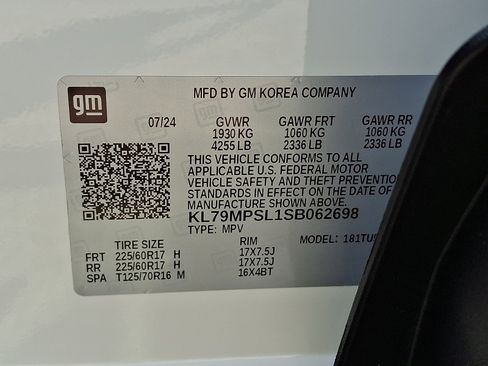 gm
MFD BY GM KOREA COMPANY
07/24 GVWR GAWR FRT GAWR RR
1930 KG 1060 KG 1060 KG
4255 LB 2336 LB 2336 LB
THIS VEHICLE CONFORMS TO ALL
APPLICABLE U.S. FEDERAL MOTOR
VEHICLE SAFETY AND THEFT PREVENTION
STANDARDS IN EFFECT ON THE DATE OF
MANUFACTURE SHOWN ABOVE.
KL79MPSL1SB062698
TYPE: MPV MODEL:
TIRE SIZE RIM
FRT 225/60R17 H 17X7.5J
RR 225/60R17 H 17X7.5J
SPA T125/70R16 M 16X4BT